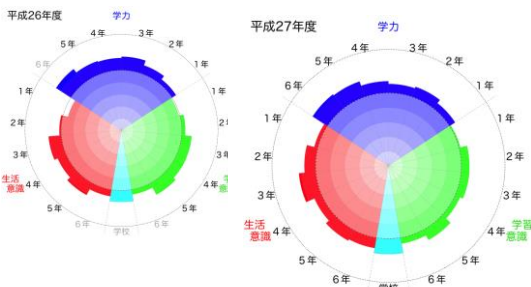 平成26年度
学力
4年
3年
5年
2年
6年
1年
1年
1年
2年
2年
3年
3
4年
4年
生活
意識
5年
5年
6年
6年
学校
平成27年度
学力
4年
3年
5年
2年
6年
1年
1年
1年
2年
2年
3年
3年
4年
4年
生活
意識
学習
意識
5年
5年
6年
6年
学校